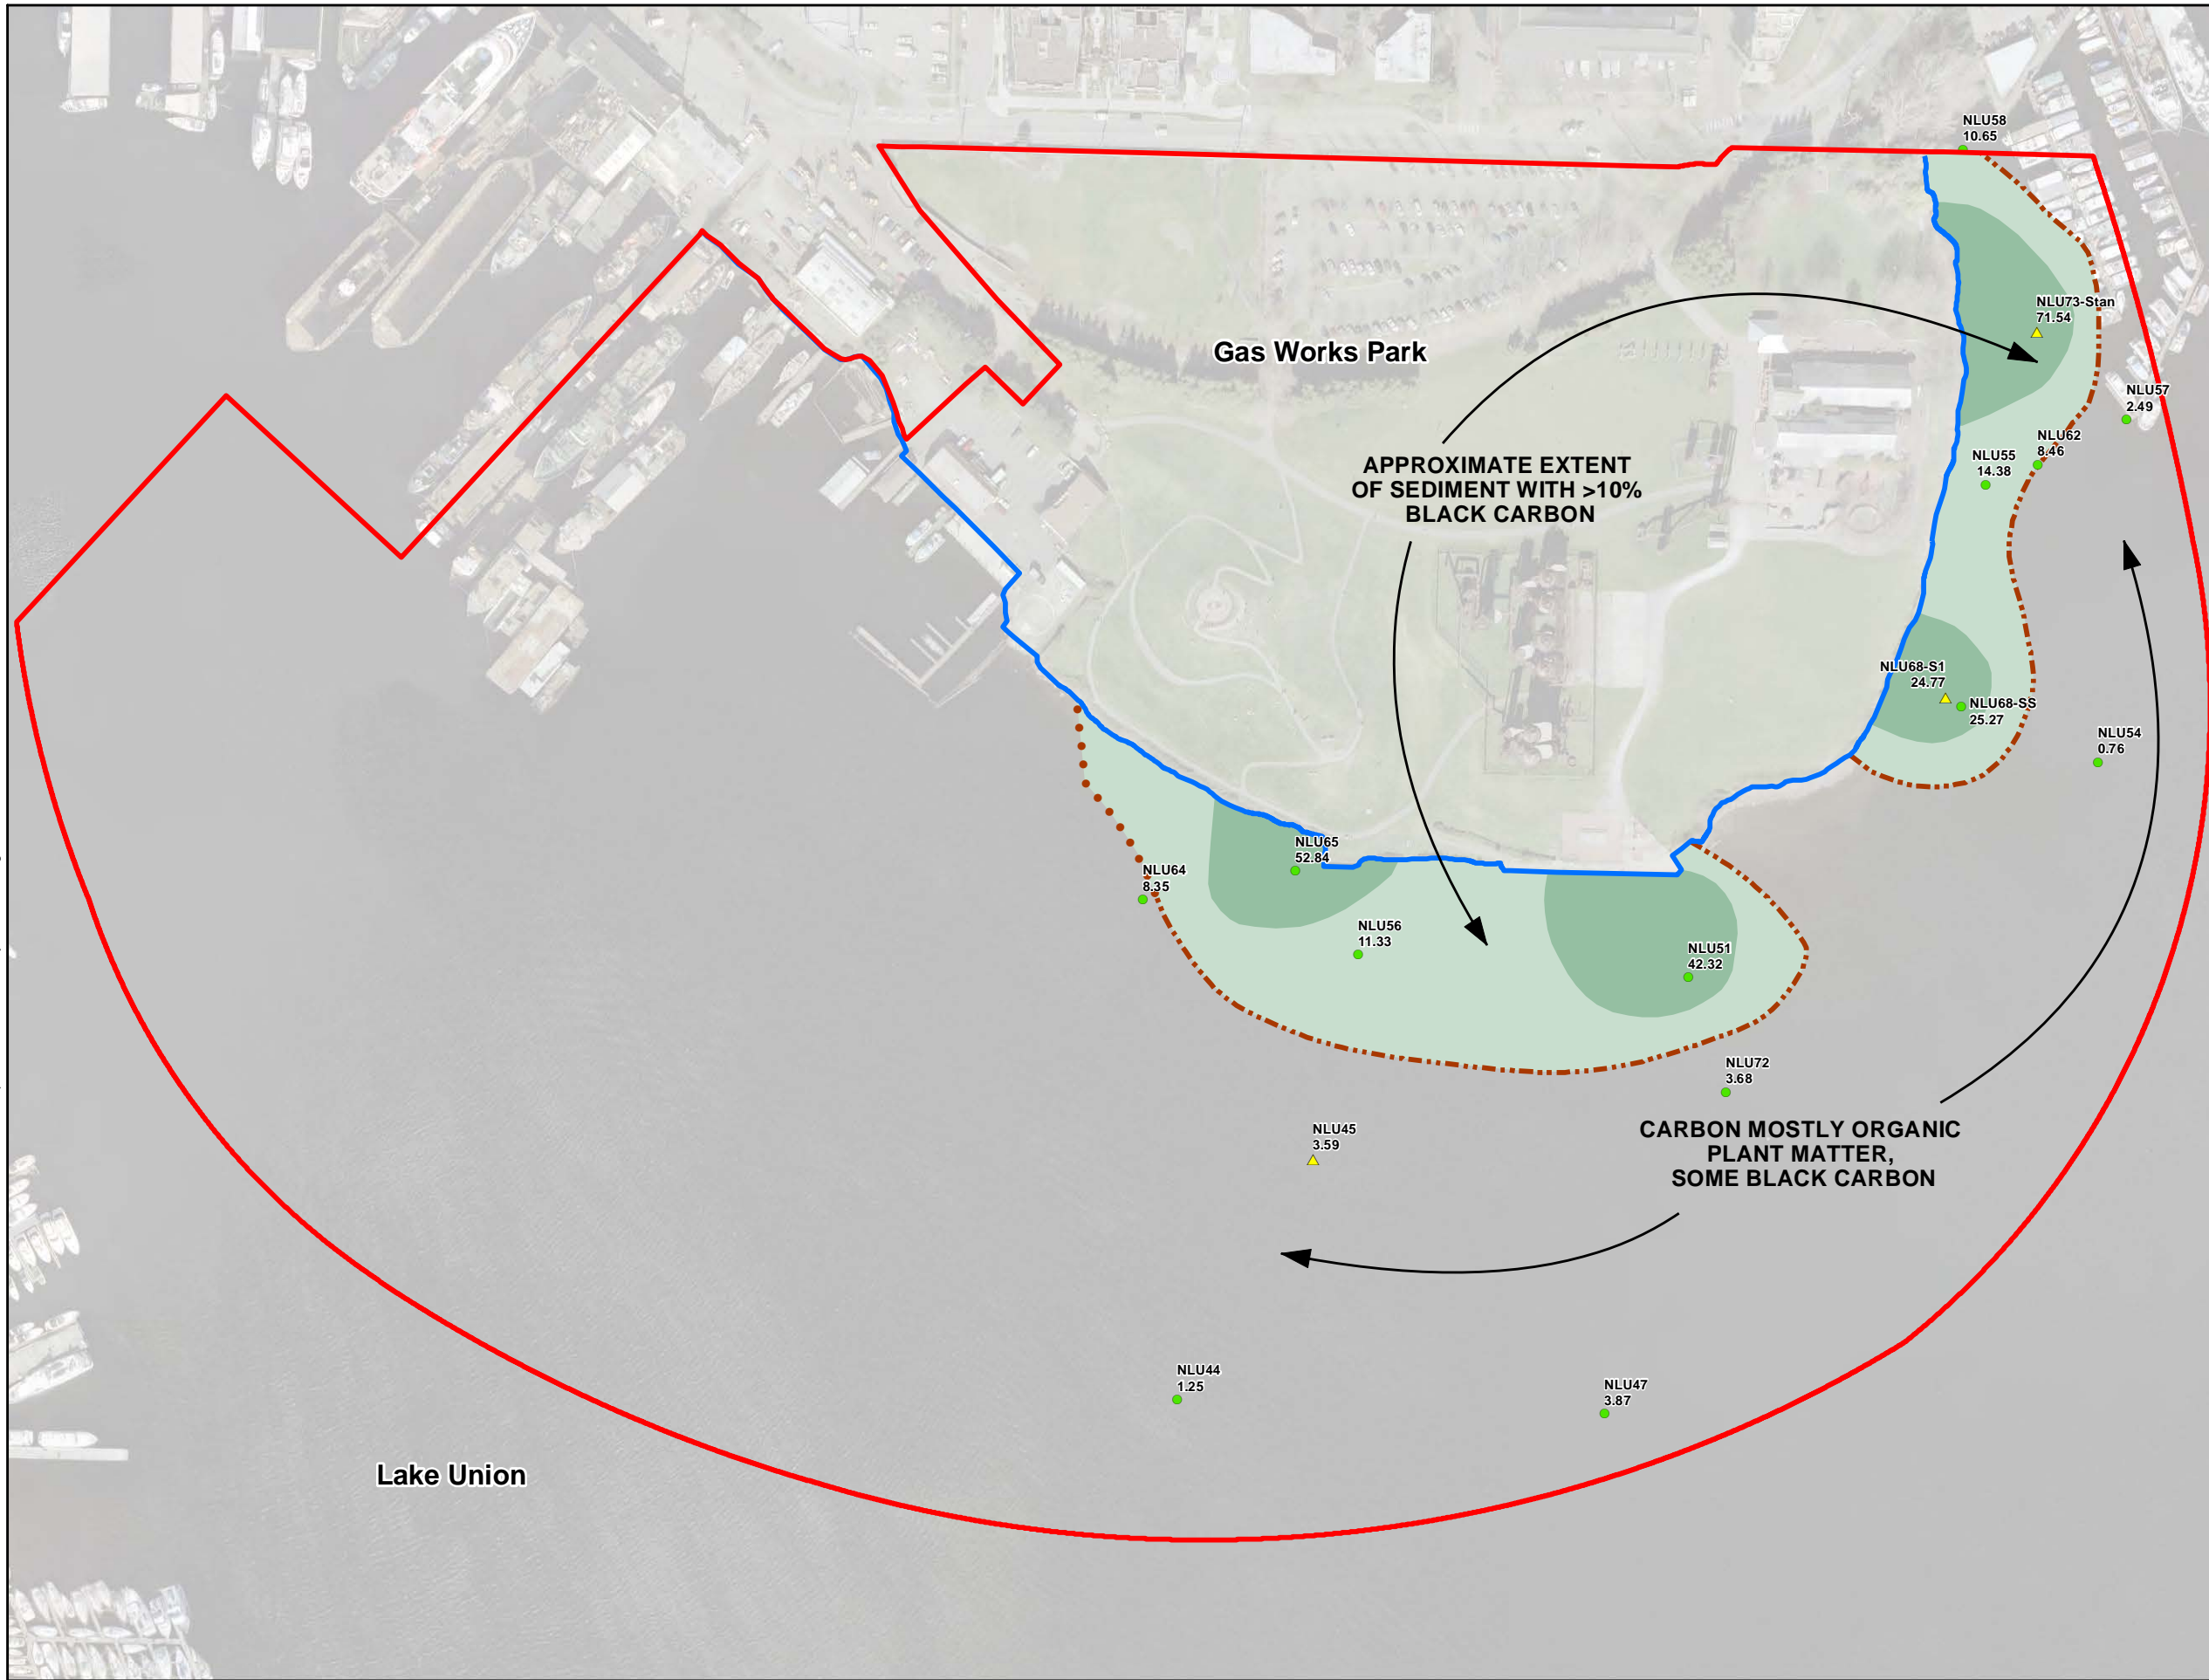 NLU58
10.65
NLU73-Stan
71.54
Gas Works Park
NLU57
2.49
NLU62
8.46
NLU55
14.38
APPROXIMATE EXTENT
OF SEDIMENT WITH >10%
BLACK CARBON
NLU68-S1
24.77
NLU68-SS
25.27
NLU54
0.76
NLU65
52.84
NLU64
8.35
NLU56
11.33
NLU51
42.32
NLU72
3.68
NLU45
3.59
CARBON MOSTLY ORGANIC
PLANT MATTER,
SOME BLACK CARBON
NLU44
1.25
NLU47
3.87
Lake Union